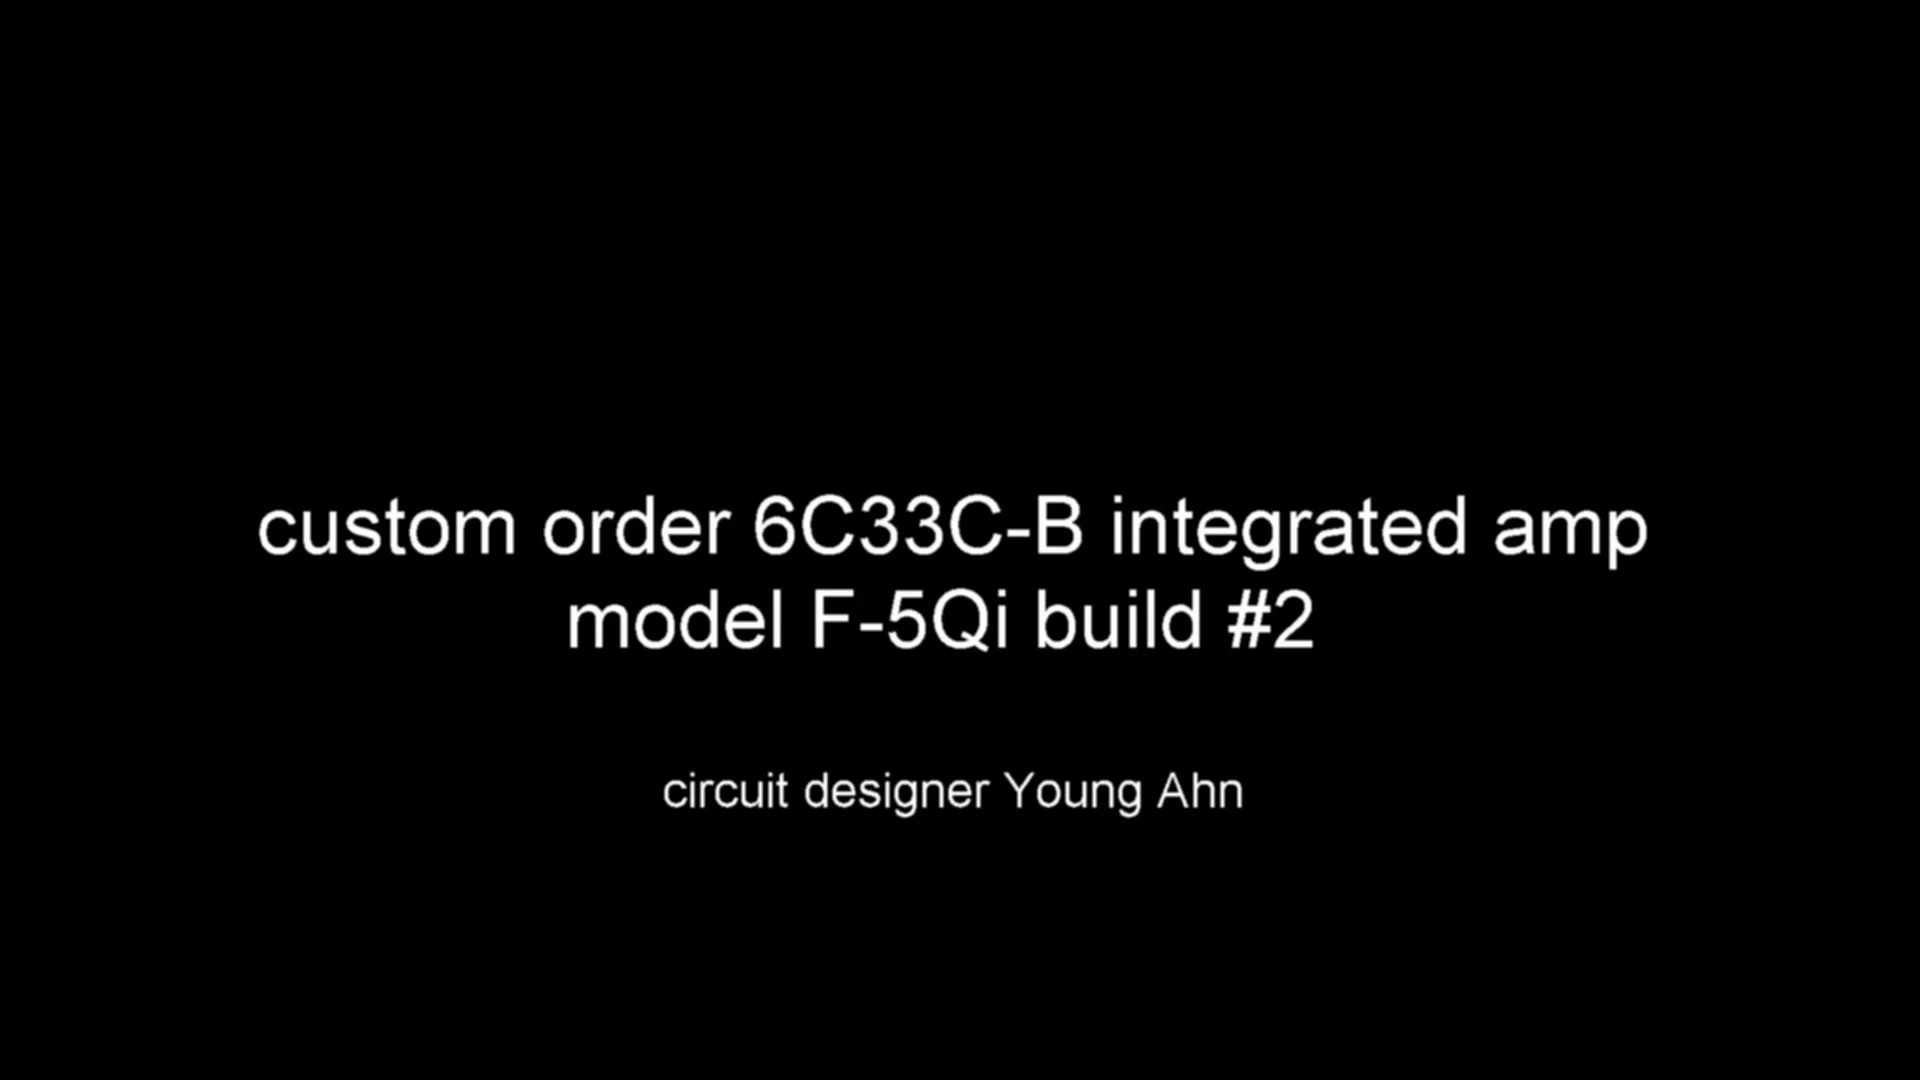 custom order 6C33C-B integrated amp
model F-5Qi build #2
circuit designer Young Ahn